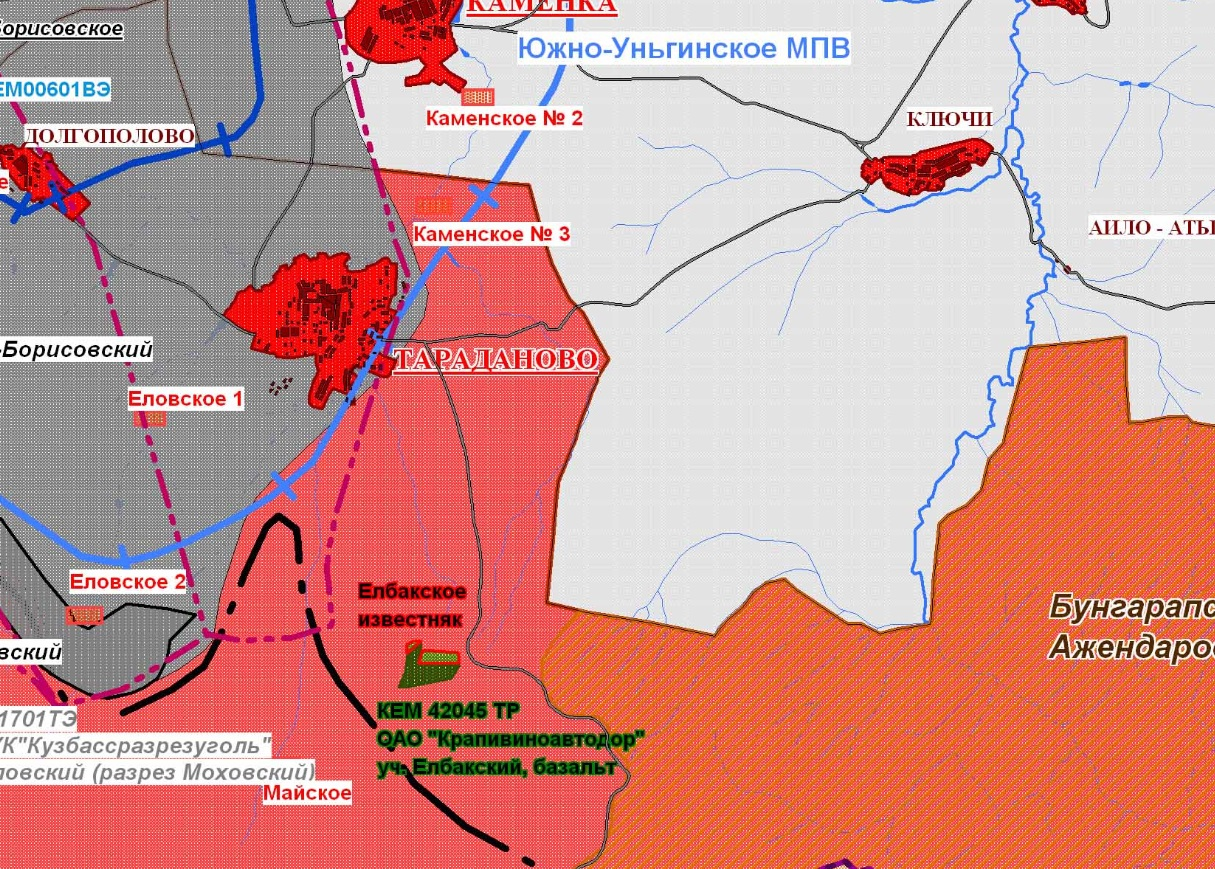 КАМЕНКА
Борисовское
Южно-Уньгинское МПВ
ЕМ00601ВЭ
Каменское № 2
КЛЮЧИ
ДОЛГОПОЛОВО
е
АИЛО - АТЫ
Каменское № 3
-Борисовский
ТАРАДАНОВО
Еловское 1
Еловское 2
Елбакское
известняк
Бунгарапс
Ажендаро
вский
КЕМ 42045 ТР
ОАО "Крапивиноавтодор"
уч. Елбакский, базальт
1701ТЭ
УК"Кузбассразрезуголь"
ловский (разрез Моховский)
Майское